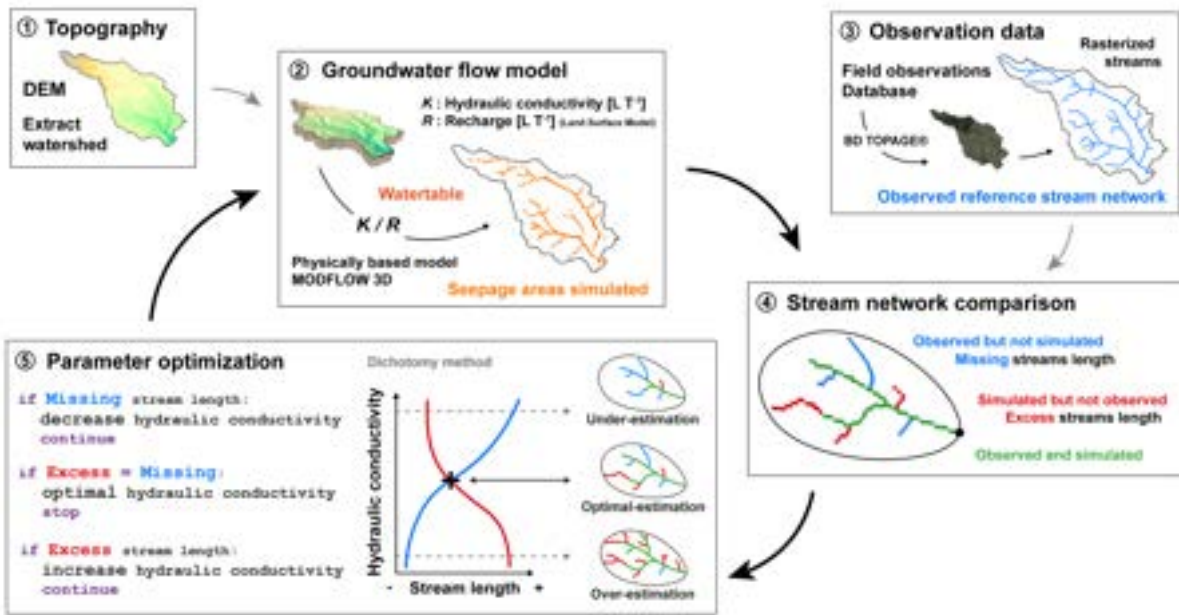 ① Topography
DEM
Extract
watershed
② Groundwater flow model
K : Hydraulic conductivity [L T⁻¹]
R : Recharge [L T⁻¹] (Land Surface Model)
Watertable
K / R
Physically based model
MODFLOW 3D
Seepage areas simulated
③ Observation data
Rasterized
streams
Field observations
Database
BD TOPAGE®
Observed reference stream network
④ Stream network comparison
Observed but not simulated
Missing streams length
Simulated but not observed
Excess streams length
Observed and simulated
⑤ Parameter optimization
if Missing stream length:
decrease hydraulic conductivity
continue
if Excess = Missing:
optimal hydraulic conductivity
stop
if Excess stream length:
increase hydraulic conductivity
continue
Dichotomy method
Hydraulic conductivity
- Stream length +
Under-estimation
Optimal-estimation
Over-estimation